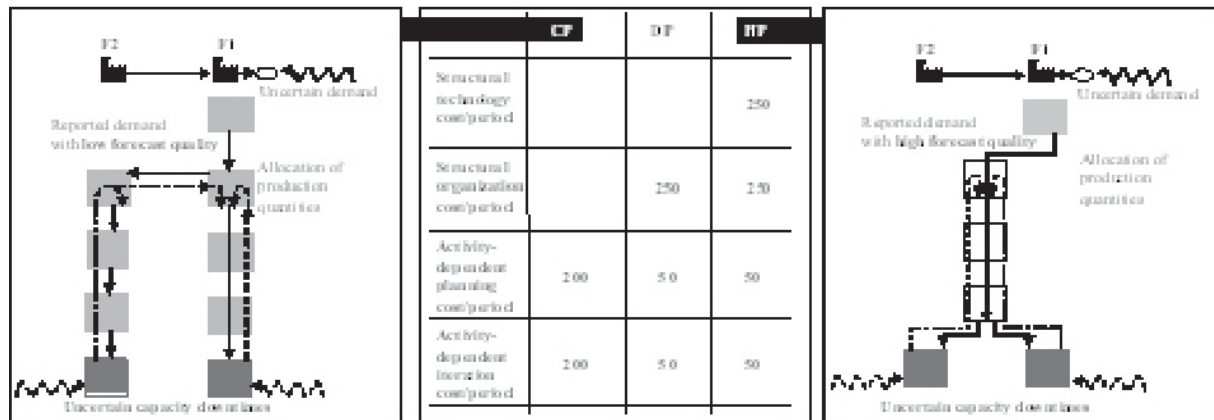 F2 F1
Uncertain demand
Reported demand
with low forecast quality
Allocation of
production
quantities
Uncertain capacity downtimes
CP DP HP
Structural
technology
cost/period
250
Structural
organization
cost/period
250 250
Activity-
dependent
planning
cost/period
200 50 50
Activity-
dependent
iteration
cost/period
200 50 50
F2 F1
Uncertain demand
Reported demand
with high forecast quality
Allocation of
production
quantities
Uncertain capacity downtimes